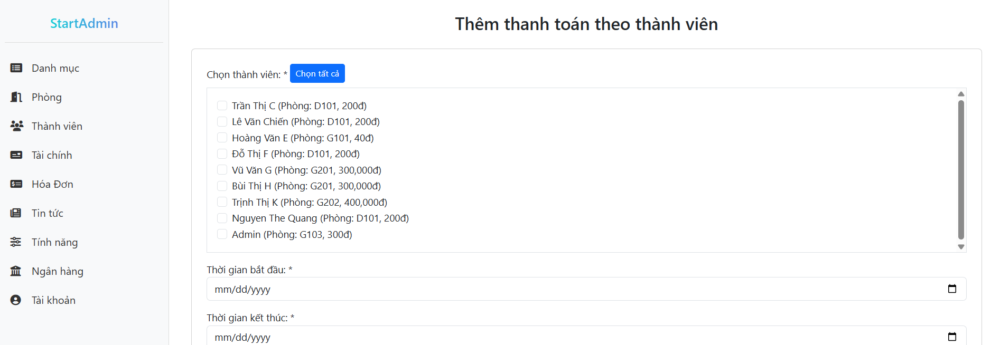 StartAdmin
Danh mục
Phòng
Thành viên
Tài chính
Hóa Đơn
Tin tức
Tính năng
Ngân hàng
Tài khoản
Thêm thanh toán theo thành viên
Chọn thành viên: * Chọn tất cả
Trần Thị C (Phòng: D101, 200đ)
Lê Văn Chiến (Phòng: D101, 200đ)
Hoàng Văn E (Phòng: G101, 40đ)
Đỗ Thị F (Phòng: D101, 200đ)
Vũ Văn G (Phòng: G201, 300,000đ)
Bùi Thị H (Phòng: G201, 300,000đ)
Trịnh Thị K (Phòng: G202, 400,000đ)
Nguyen The Quang (Phòng: D101, 200đ)
Admin (Phòng: G103, 300đ)
Thời gian bắt đầu: *
mm/dd/yyyy
Thời gian kết thúc: *
mm/dd/yyyy